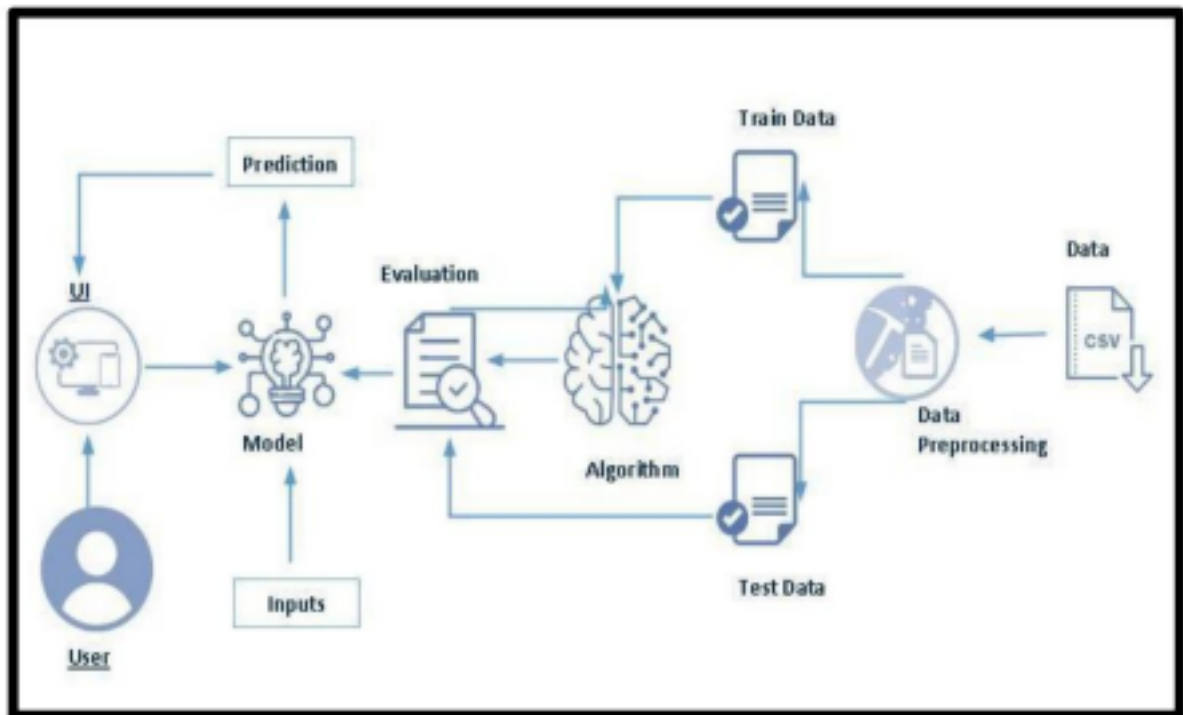 Train Data
Prediction
Data
Evaluation
UI
CSV
Model
Data
Preprocessing
Algorithm
Inputs
Test Data
User